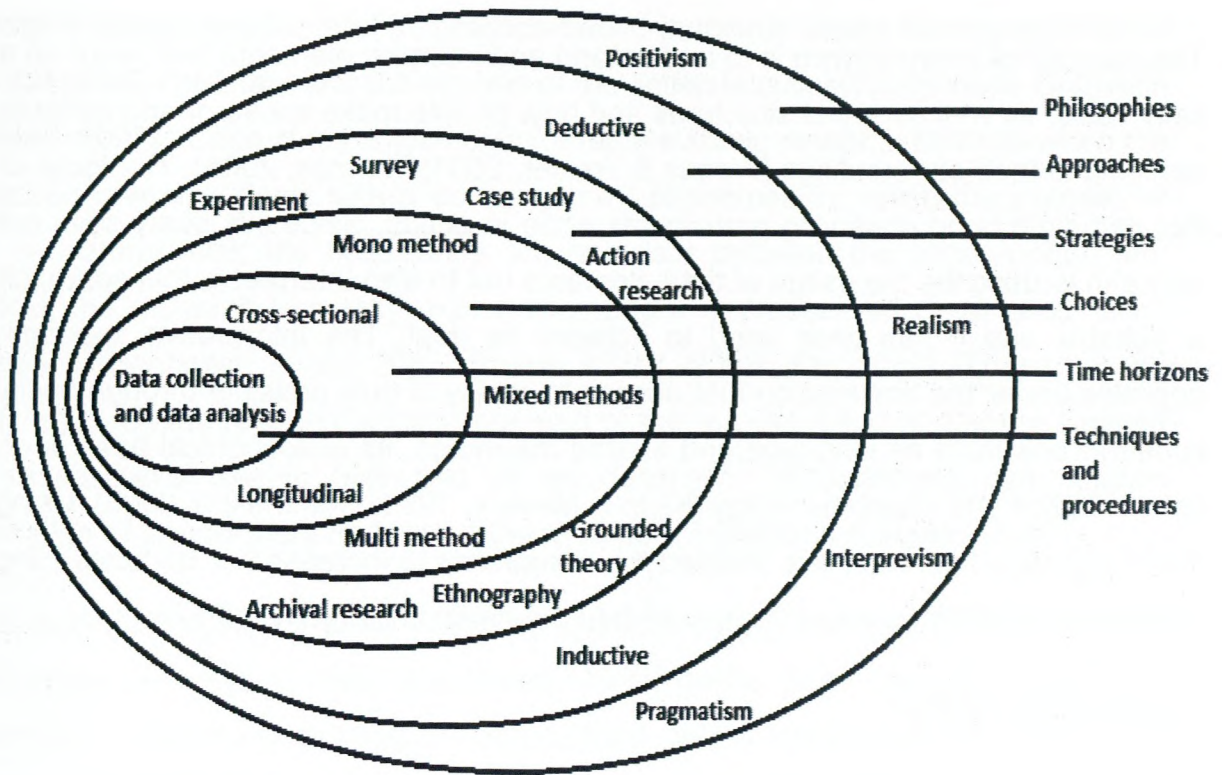 Positivism
Philosophies
Deductive
Approaches
Survey
Experiment
Case study
Strategies
Mono method
Action
research
Choices
Cross-sectional
Realism
Time horizons
Data collection
and data analysis
Mixed methods
Techniques
and
procedures
Longitudinal
Multi method
Grounded
theory
Interprevism
Ethnography
Archival research
Inductive
Pragmatism